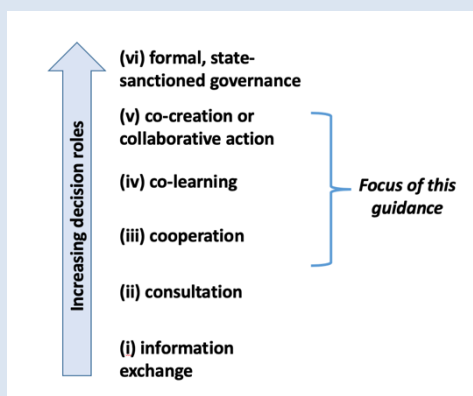 Increasing decision roles
(vi) formal, state-
sanctioned governance
(v) co-creation or
collaborative action
(iv) co-learning
(iii) cooperation
(ii) consultation
(i) information
exchange
Focus of this
guidance